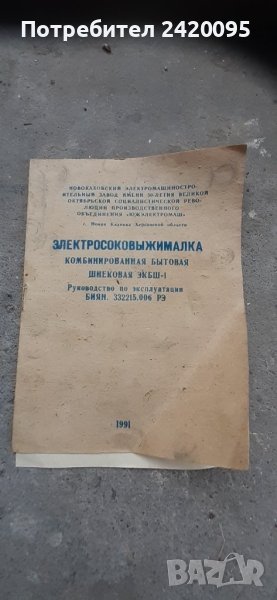 Потребител 2420095
НОВОКАХОВСКИЙ ЭЛЕКТРОМАШИНОСТРО-
ИТЕЛЬНЫЙ ЗАВОД ИМЕНИ 50-ЛЕТИЯ ВЕЛИКОЙ
ОКТЯБРЬСКОЙ СОЦИАЛИСТИЧЕСКОЙ РЕВО-
ЛЮЦИИ ПРОИЗВОДСТВЕННОГО
ОБЪЕДИНЕНИЯ «ЮЖЭЛЕКТРОМАШ»
г. Новая Каховка Херсонской области
ЭЛЕКТРОСОКОВЫЖИМАЛКА
КОМБИНИРОВАННАЯ БЫТОВАЯ
ШНЕКОВАЯ ЭКБШ-1
Руководство по эксплуатации
БИЯН. 332215.006 РЭ
1991
BAZAR